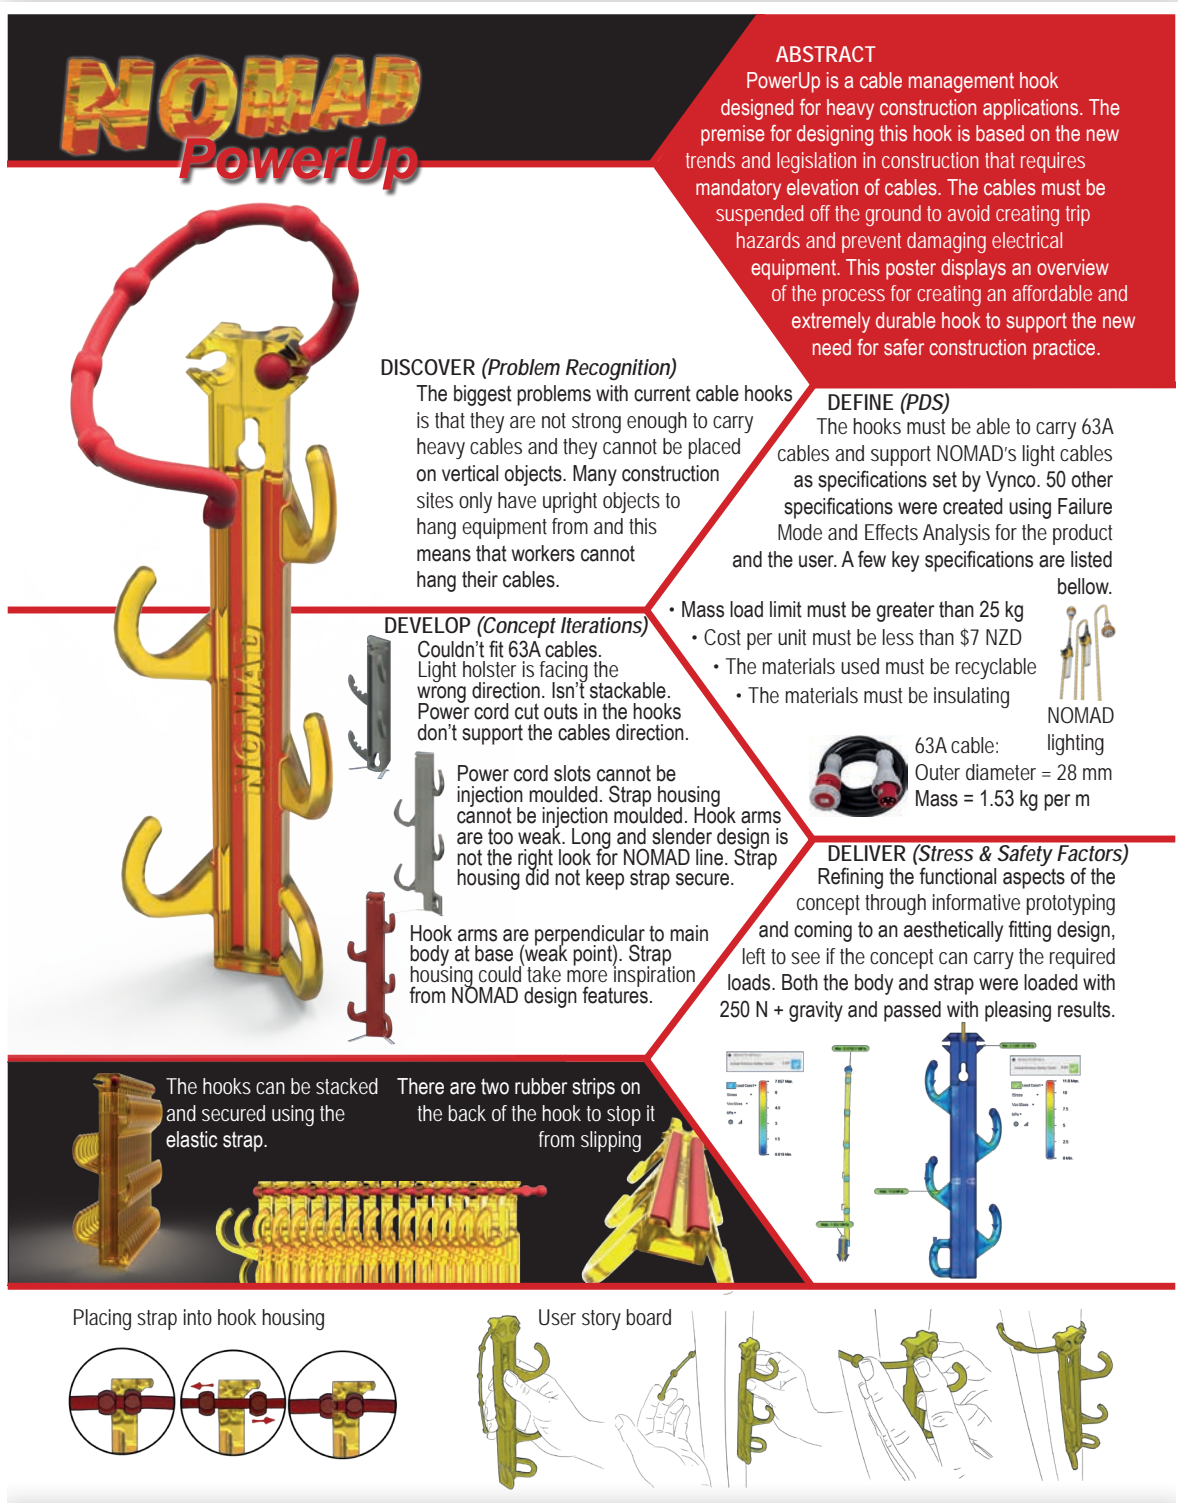 NOMAD
PowerUp
ABSTRACT
PowerUp is a cable management hook
designed for heavy construction applications. The
premise for designing this hook is based on the new
trends and legislation in construction that requires
mandatory elevation of cables. The cables must be
suspended off the ground to avoid creating trip
hazards and prevent damaging electrical
equipment. This poster displays an overview
of the process for creating an affordable and
extremely durable hook to support the new
need for safer construction practice.
DISCOVER (Problem Recognition)
The biggest problems with current cable hooks
is that they are not strong enough to carry
heavy cables and they cannot be placed
on vertical objects. Many construction
sites only have upright objects to
hang equipment from and this
means that workers cannot
hang their cables.
DEFINE (PDS)
The hooks must be able to carry 63A
cables and support NOMAD's light cables
as specifications set by Vynco. 50 other
specifications were created using Failure
Mode and Effects Analysis for the product
and the user. A few key specifications are listed
bellow.
• Mass load limit must be greater than 25 kg
• Cost per unit must be less than $7 NZD
• The materials used must be recyclable
• The materials must be insulating
NOMAD
lighting
63A cable:
Outer diameter = 28 mm
Mass = 1.53 kg per m
NOMAD
DEVELOP (Concept Iterations)
Couldn't fit 63A cables.
Light holster is facing the
wrong direction. Isn't stackable.
Power cord cut outs in the hooks
don't support the cables direction.
Power cord slots cannot be
injection moulded. Strap housing
cannot be injection moulded. Hook arms
are too weak. Long and slender design is
not the right look for NOMAD line. Strap
housing did not keep strap secure.
Hook arms are perpendicular to main
body at base (weak point). Strap
housing could take more inspiration
from NOMAD design features.
DELIVER (Stress & Safety Factors)
Refining the functional aspects of the
concept through informative prototyping
and coming to an aesthetically fitting design,
left to see if the concept can carry the required
loads. Both the body and strap were loaded with
250 N + gravity and passed with pleasing results.
The hooks can be stacked
and secured using the
elastic strap.
There are two rubber strips on
the back of the hook to stop it
from slipping
Placing strap into hook housing
User story board